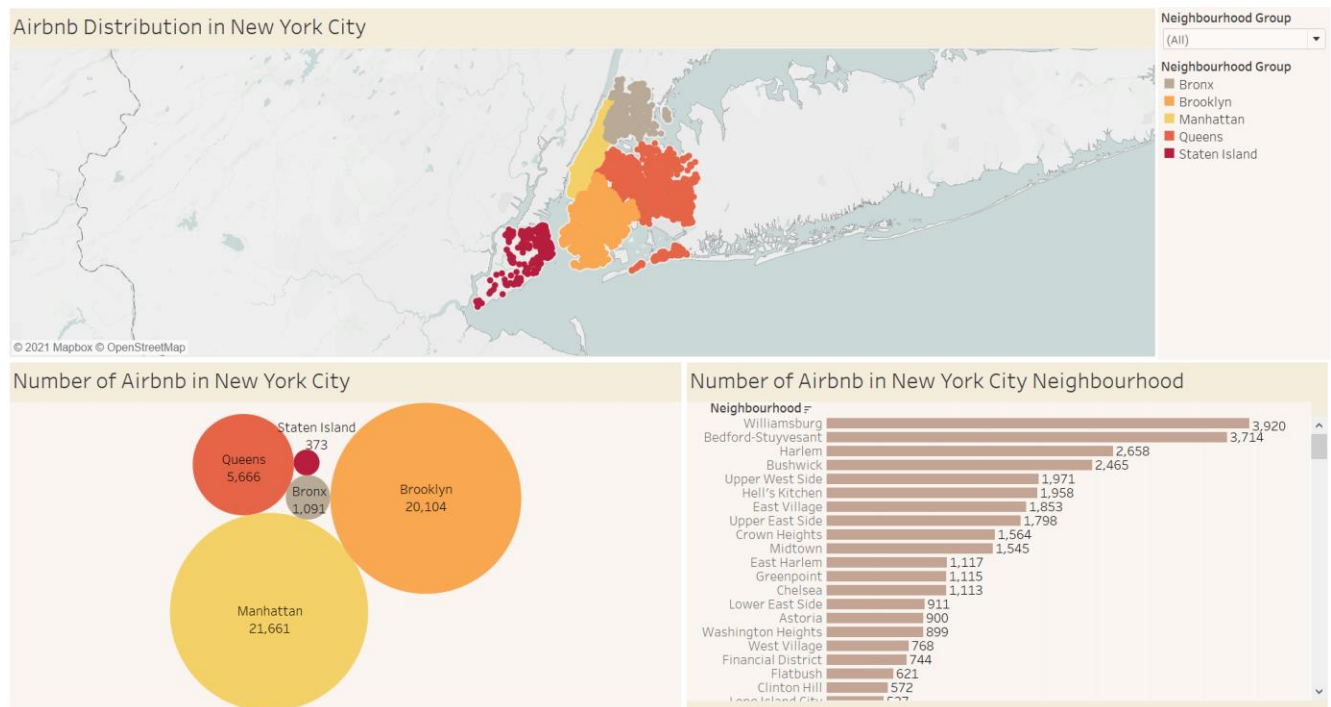 Airbnb Distribution in New York City
© 2021 Mapbox © OpenStreetMap
Neighbourhood Group
(All)
Neighbourhood Group
Bronx
Brooklyn
Manhattan
Queens
Staten Island
Number of Airbnb in New York City
Staten Island
373
Queens
5,666
Bronx
1,091
Brooklyn
20,104
Manhattan
21,661
Number of Airbnb in New York City Neighbourhood
Neighbourhood
Williamsburg 3,920
Bedford-Stuyvesant 3,714
Harlem 2,658
Bushwick 2,465
Upper West Side 1,971
Hell's Kitchen 1,958
East Village 1,853
Upper East Side 1,798
Crown Heights 1,564
Midtown 1,545
East Harlem 1,117
Greenpoint 1,115
Chelsea 1,113
Lower East Side 911
Astoria 900
Washington Heights 899
West Village 768
Financial District 744
Flatbush 621
Clinton Hill 572
Long Island City 537